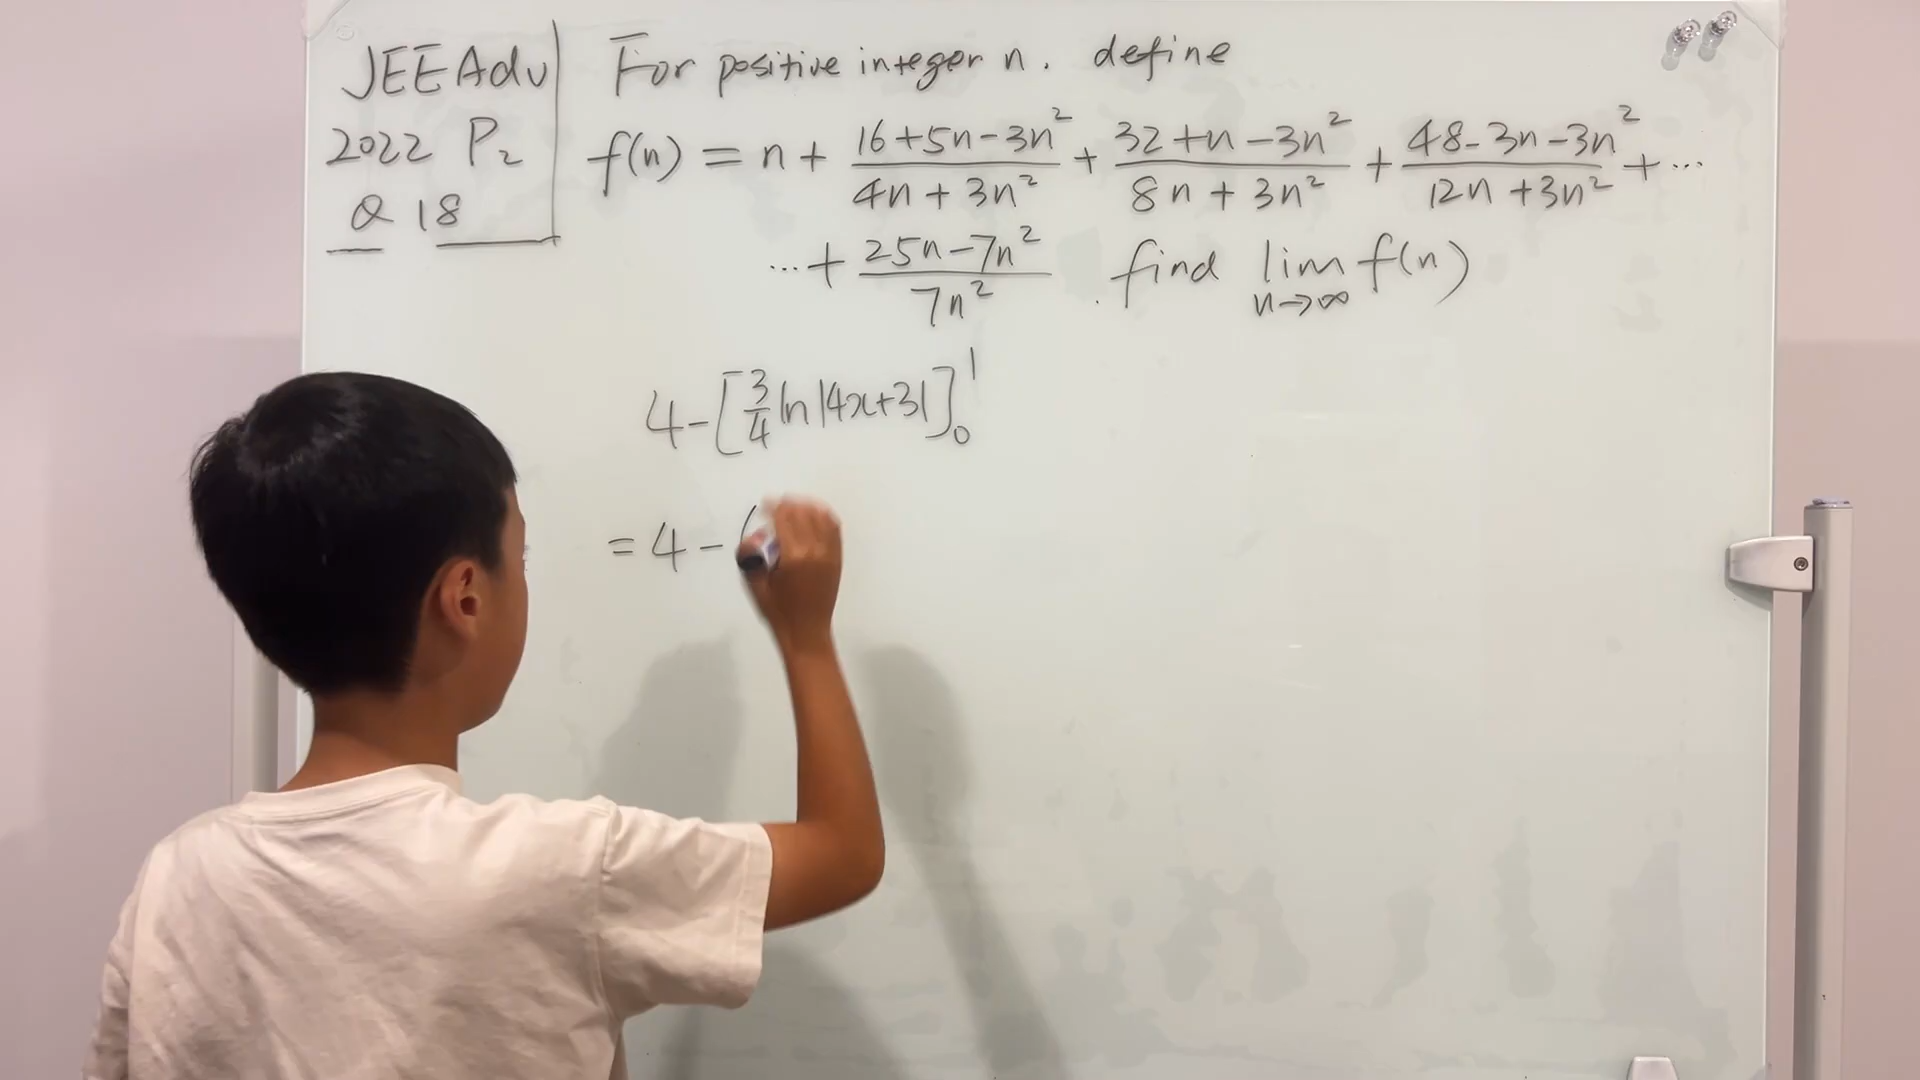 JEE Adv
2022 P₂
Q 18
For positive integer n. define
f(n) = n + (16+5n-3n²)/(4n+3n²) + (32+n-3n²)/(8n+3n²) + (48-3n-3n²)/(12n+3n²) + ...
...+ (25n-7n²)/(7n²) . find lim n→∞ f(n)
4-[3/4 ln|4x+3|]₀¹
= 4 - (